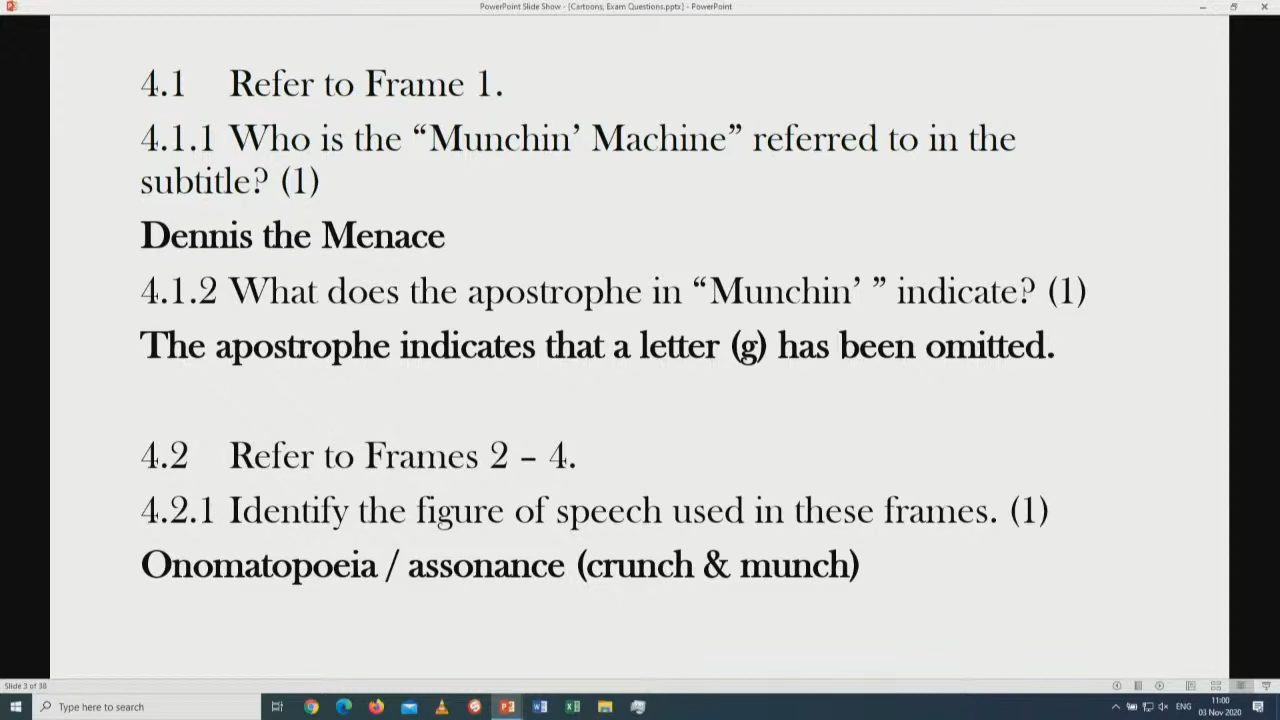 PowerPoint Slide Show - [Cartoons, Exam Questions.pptx] - PowerPoint
4.1 Refer to Frame 1.
4.1.1 Who is the “Munchin’ Machine” referred to in the
subtitle? (1)
Dennis the Menace
4.1.2 What does the apostrophe in “Munchin’ ” indicate? (1)
The apostrophe indicates that a letter (g) has been omitted.
4.2 Refer to Frames 2 – 4.
4.2.1 Identify the figure of speech used in these frames. (1)
Onomatopoeia / assonance (crunch & munch)
Slide 3 of 38
Type here to search
ENG
11:00
03 Nov 2020